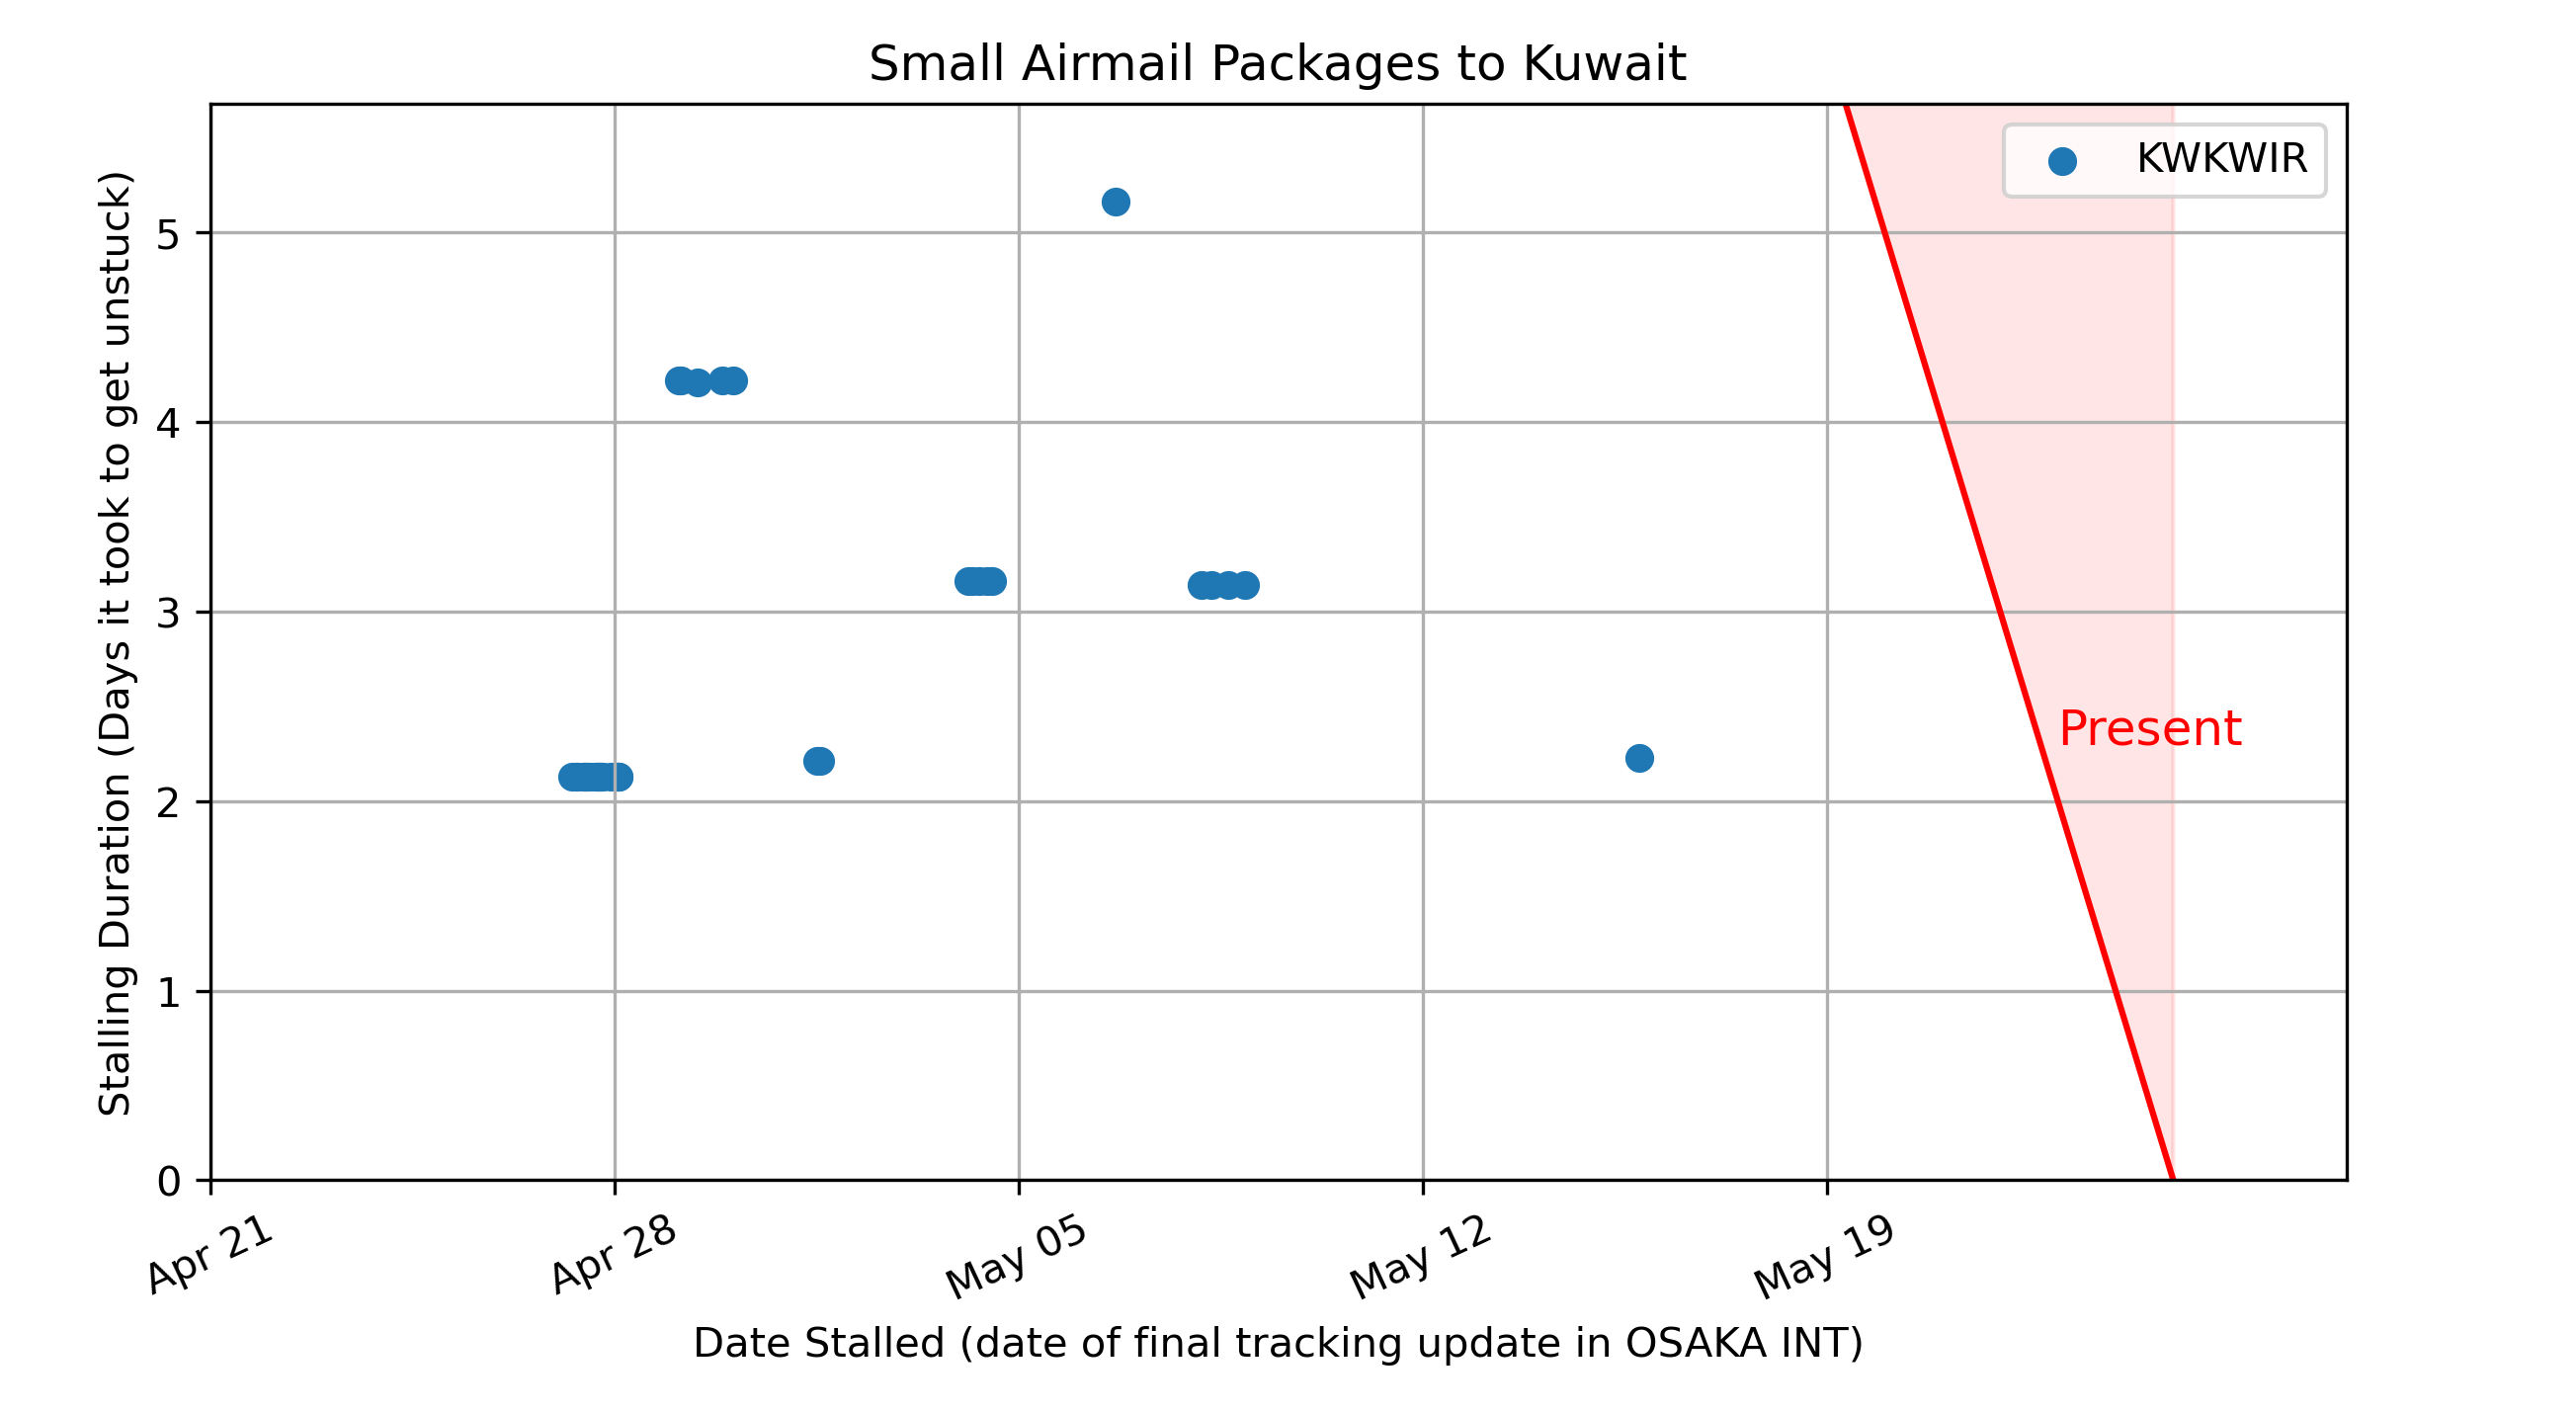 Small Airmail Packages to Kuwait
KWKWIR
Stalling Duration (Days it took to get unstuck)
5
4
3
2
1
0
Present
Apr 21
Apr 28
May 05
May 12
May 19
Date Stalled (date of final tracking update in OSAKA INT)